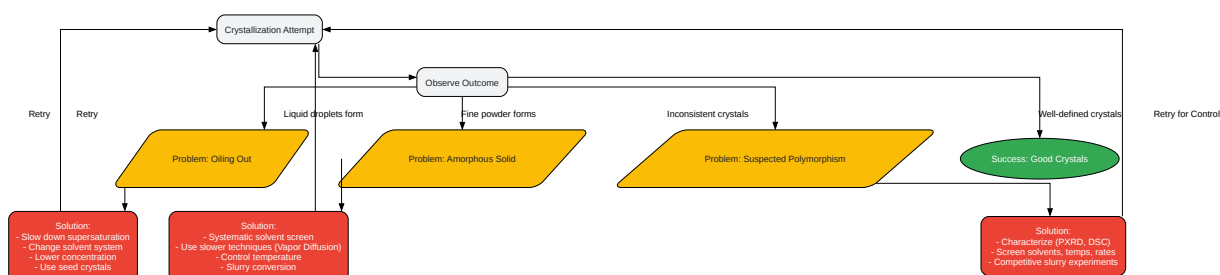 Crystallization Attempt
Observe Outcome
Retry
Retry
Liquid droplets form
Fine powder forms
Inconsistent crystals
Well-defined crystals
Retry for Control
Problem: Oiling Out
Problem: Amorphous Solid
Problem: Suspected Polymorphism
Success: Good Crystals
Solution:
- Slow down supersaturation
- Change solvent system
- Lower concentration
- Use seed crystals
Solution:
- Systematic solvent screen
- Use slower techniques (Vapor Diffusion)
- Control temperature
- Slurry conversion
Solution:
- Characterize (PXRD, DSC)
- Screen solvents, temps, rates
- Competitive slurry experiments